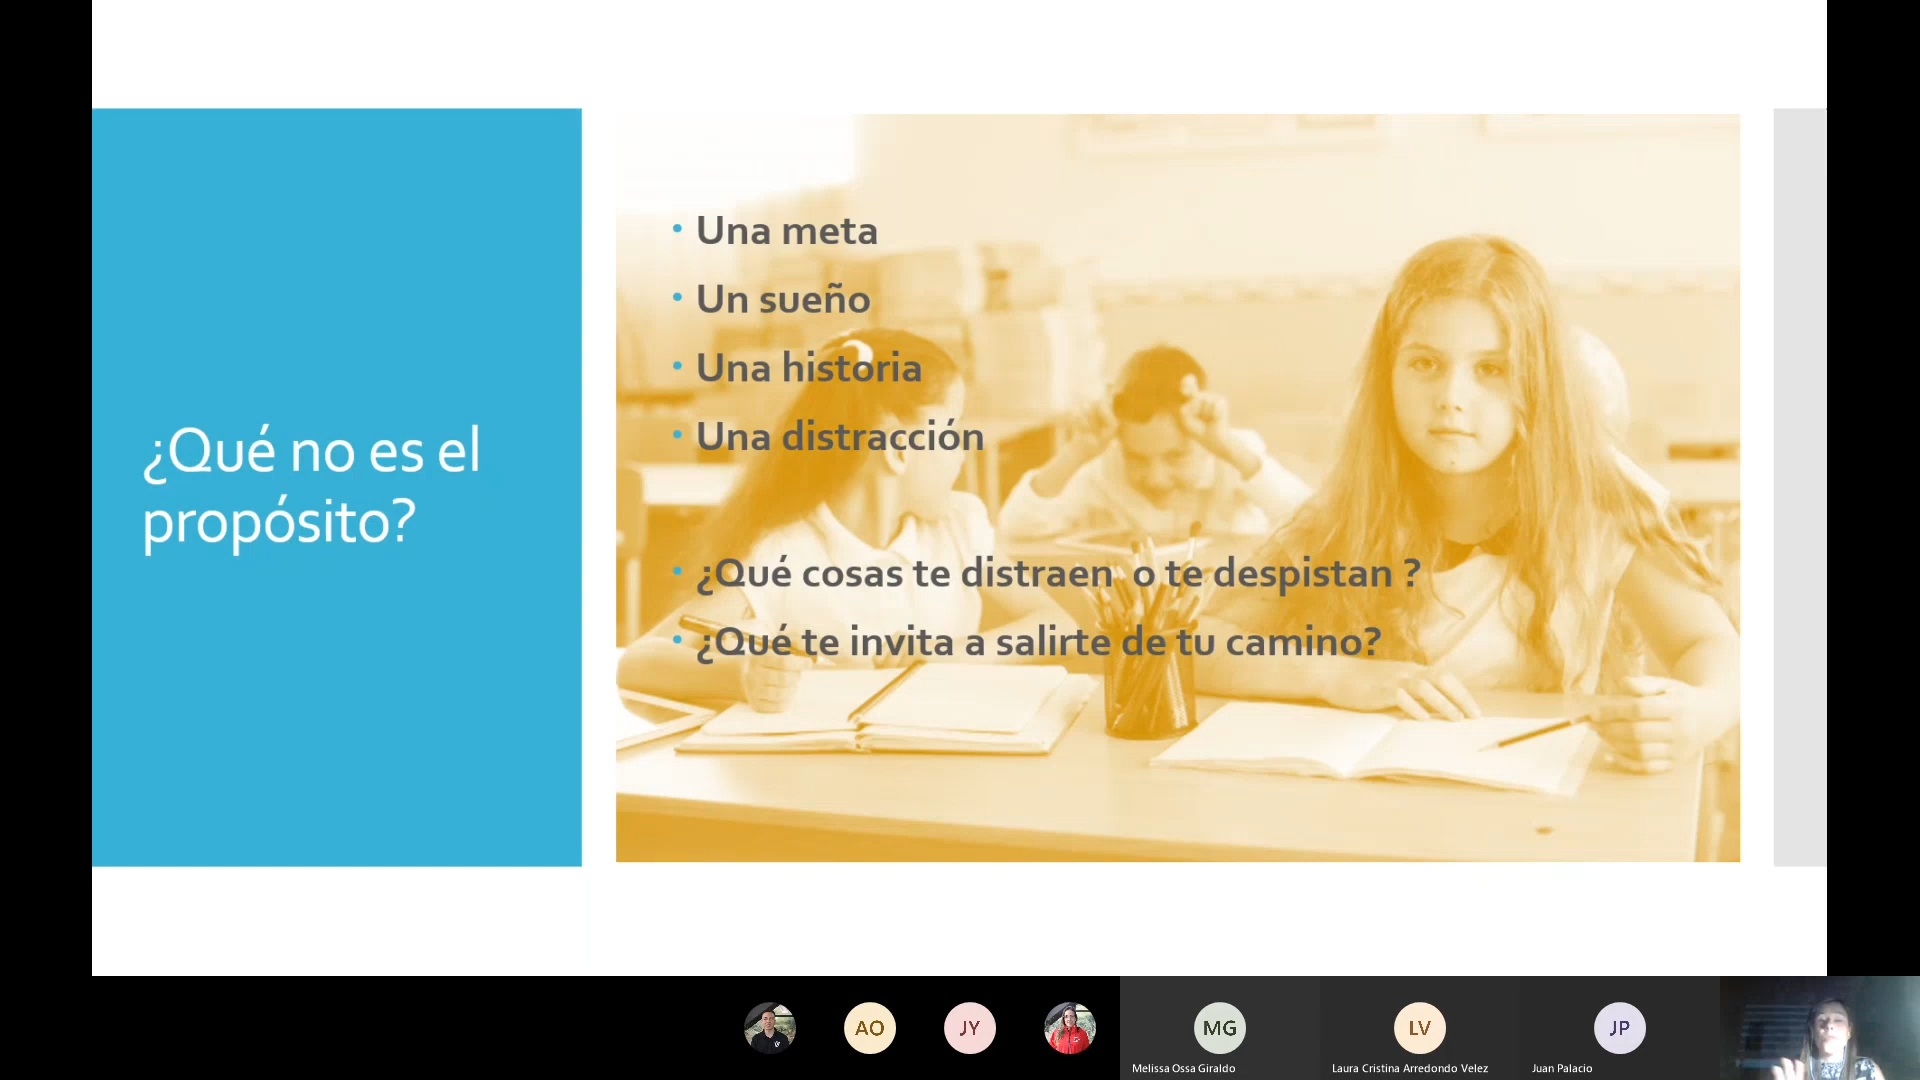 ¿Qué no es el
propósito?
• Una meta
• Un sueño
• Una historia
• Una distracción
• ¿Qué cosas te distraen  o te despistan ?
• ¿Qué te invita a salirte de tu camino?
AO
JY
MG
LV
JP
Melissa Ossa Giraldo
Laura Cristina Arredondo Velez
Juan Palacio